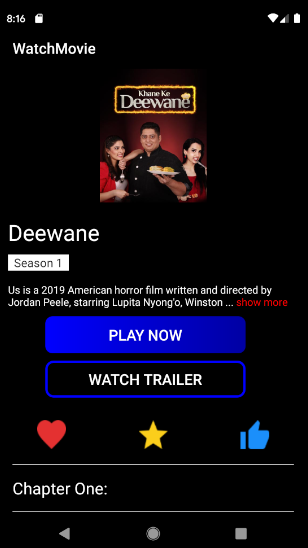 8:16
WatchMovie
Khane Ke
Deewane
Deewane
Season 1
Us is a 2019 American horror film written and directed by
Jordan Peele, starring Lupita Nyong'o, Winston ... show more
PLAY NOW
WATCH TRAILER
Chapter One: